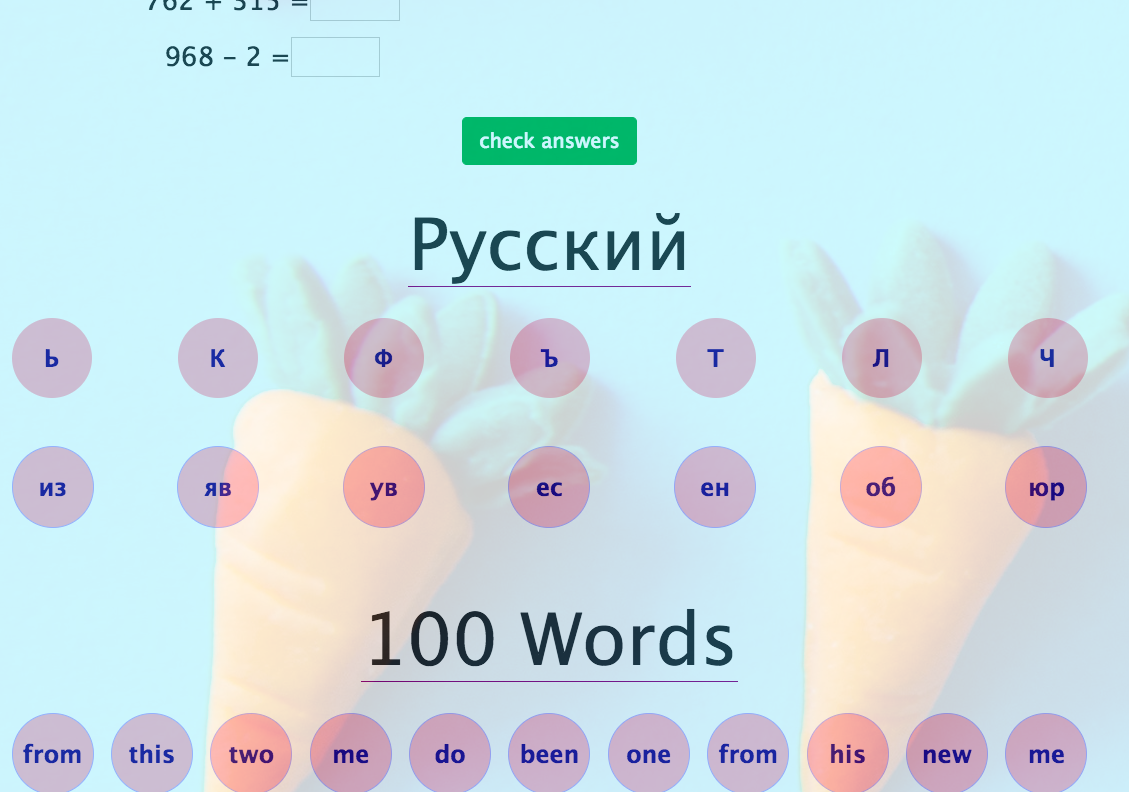 762 + 315 =
968 – 2 =
check answers
Русский
Ь К Ф Ъ Т Л Ч
из яв ув ес ен об юр
100 Words
from this two me do been one from his new me